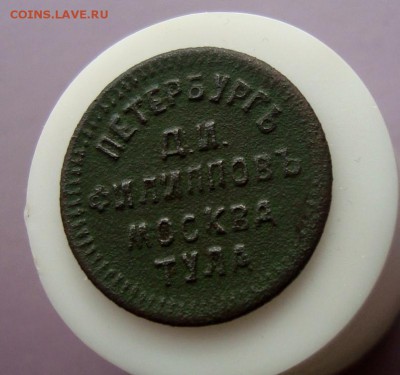 COINS.LAVE.RU
ПЕТЕРБУРГЪ
Д.И.
ФИЛИППОВЪ
МОСКВА
ТУЛА